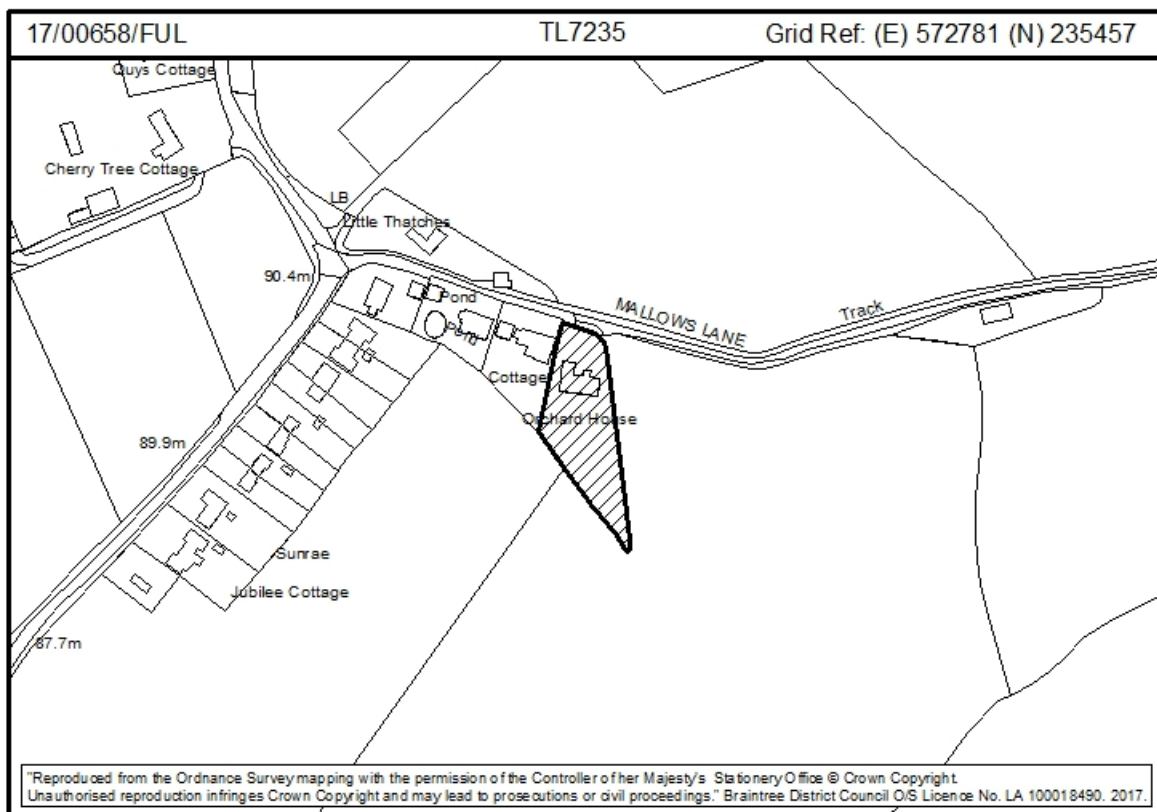 17/00658/FUL TL7235 Grid Ref: (E) 572781 (N) 235457
Quys Cottage
Cherry Tree Cottage
LB
Little Thatches
90.4m
Pond
Pond
MALLOWS LANE
Track
Cottage
Orchard House
89.9m
Sunrae
Jubilee Cottage
87.7m
"Reproduced from the Ordnance Survey mapping with the permission of the Controller of her Majesty's Stationery Office © Crown Copyright.
Unauthorised reproduction infringes Crown Copyright and may lead to prosecutions or civil proceedings." Braintree District Council O/S Licence No. LA 100018490. 2017.